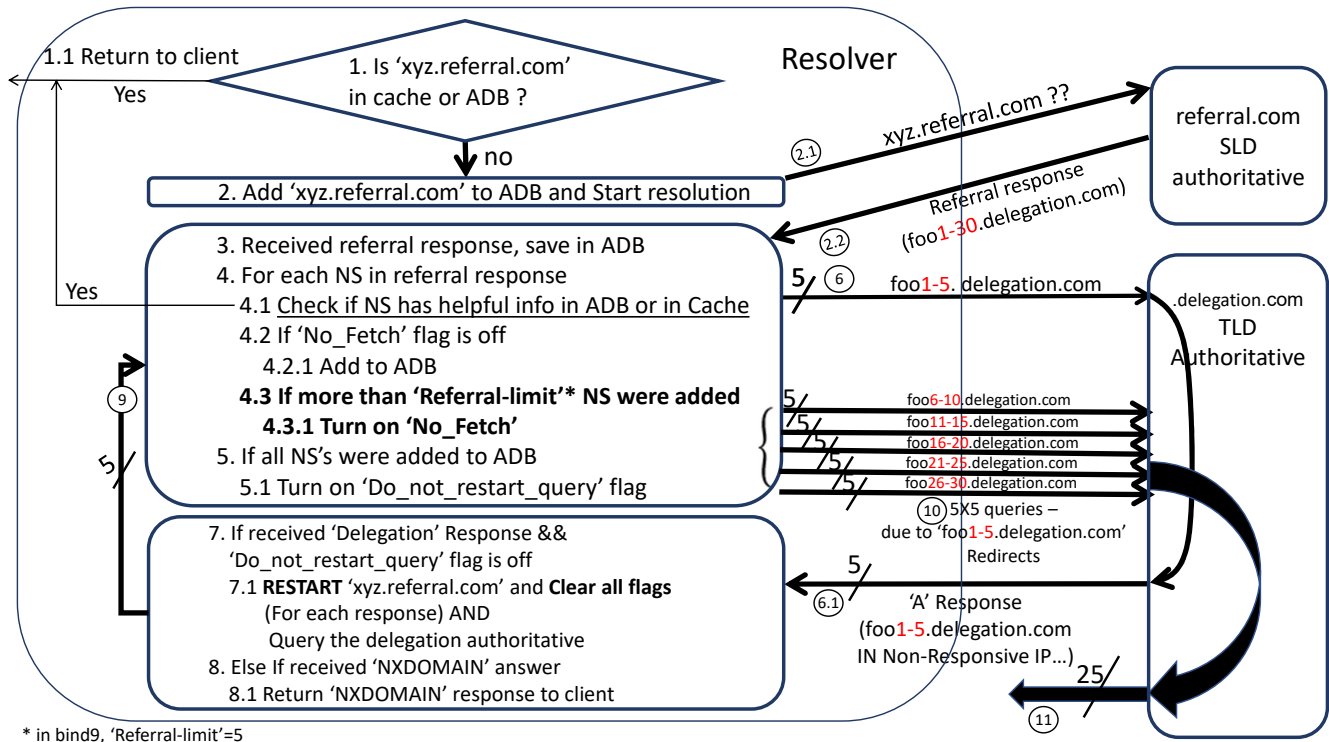 1.1 Return to client
Yes
1. Is ‘xyz.referral.com’
in cache or ADB ?
Resolver
no
2. Add ‘xyz.referral.com’ to ADB and Start resolution
2.1
xyz.referral.com ??
referral.com
SLD
authoritative
Referral response
(foo1-30.delegation.com)
2.2
3. Received referral response, save in ADB
4. For each NS in referral response
Yes
4.1 Check if NS has helpful info in ADB or in Cache
4.2 If ‘No_Fetch’ flag is off
4.2.1 Add to ADB
4.3 If more than ‘Referral-limit’* NS were added
4.3.1 Turn on ‘No_Fetch’
5. If all NS’s were added to ADB
5.1 Turn on ‘Do_not_restart_query’ flag
5
6
foo1-5. delegation.com
.delegation.com
TLD
Authoritative
9
5
5
foo6-10.delegation.com
5
foo11-15.delegation.com
5
foo16-20.delegation.com
5
foo21-25.delegation.com
5
foo26-30.delegation.com
10 5X5 queries –
due to ‘foo1-5.delegation.com’
Redirects
7. If received ‘Delegation’ Response &&
‘Do_not_restart_query’ flag is off
7.1 RESTART ‘xyz.referral.com’ and Clear all flags
(For each response) AND
Query the delegation authoritative
8. Else If received ‘NXDOMAIN’ answer
8.1 Return ‘NXDOMAIN’ response to client
5
6.1
‘A’ Response
(foo1-5.delegation.com
IN Non-Responsive IP…)
25
11
* in bind9, ‘Referral-limit’=5